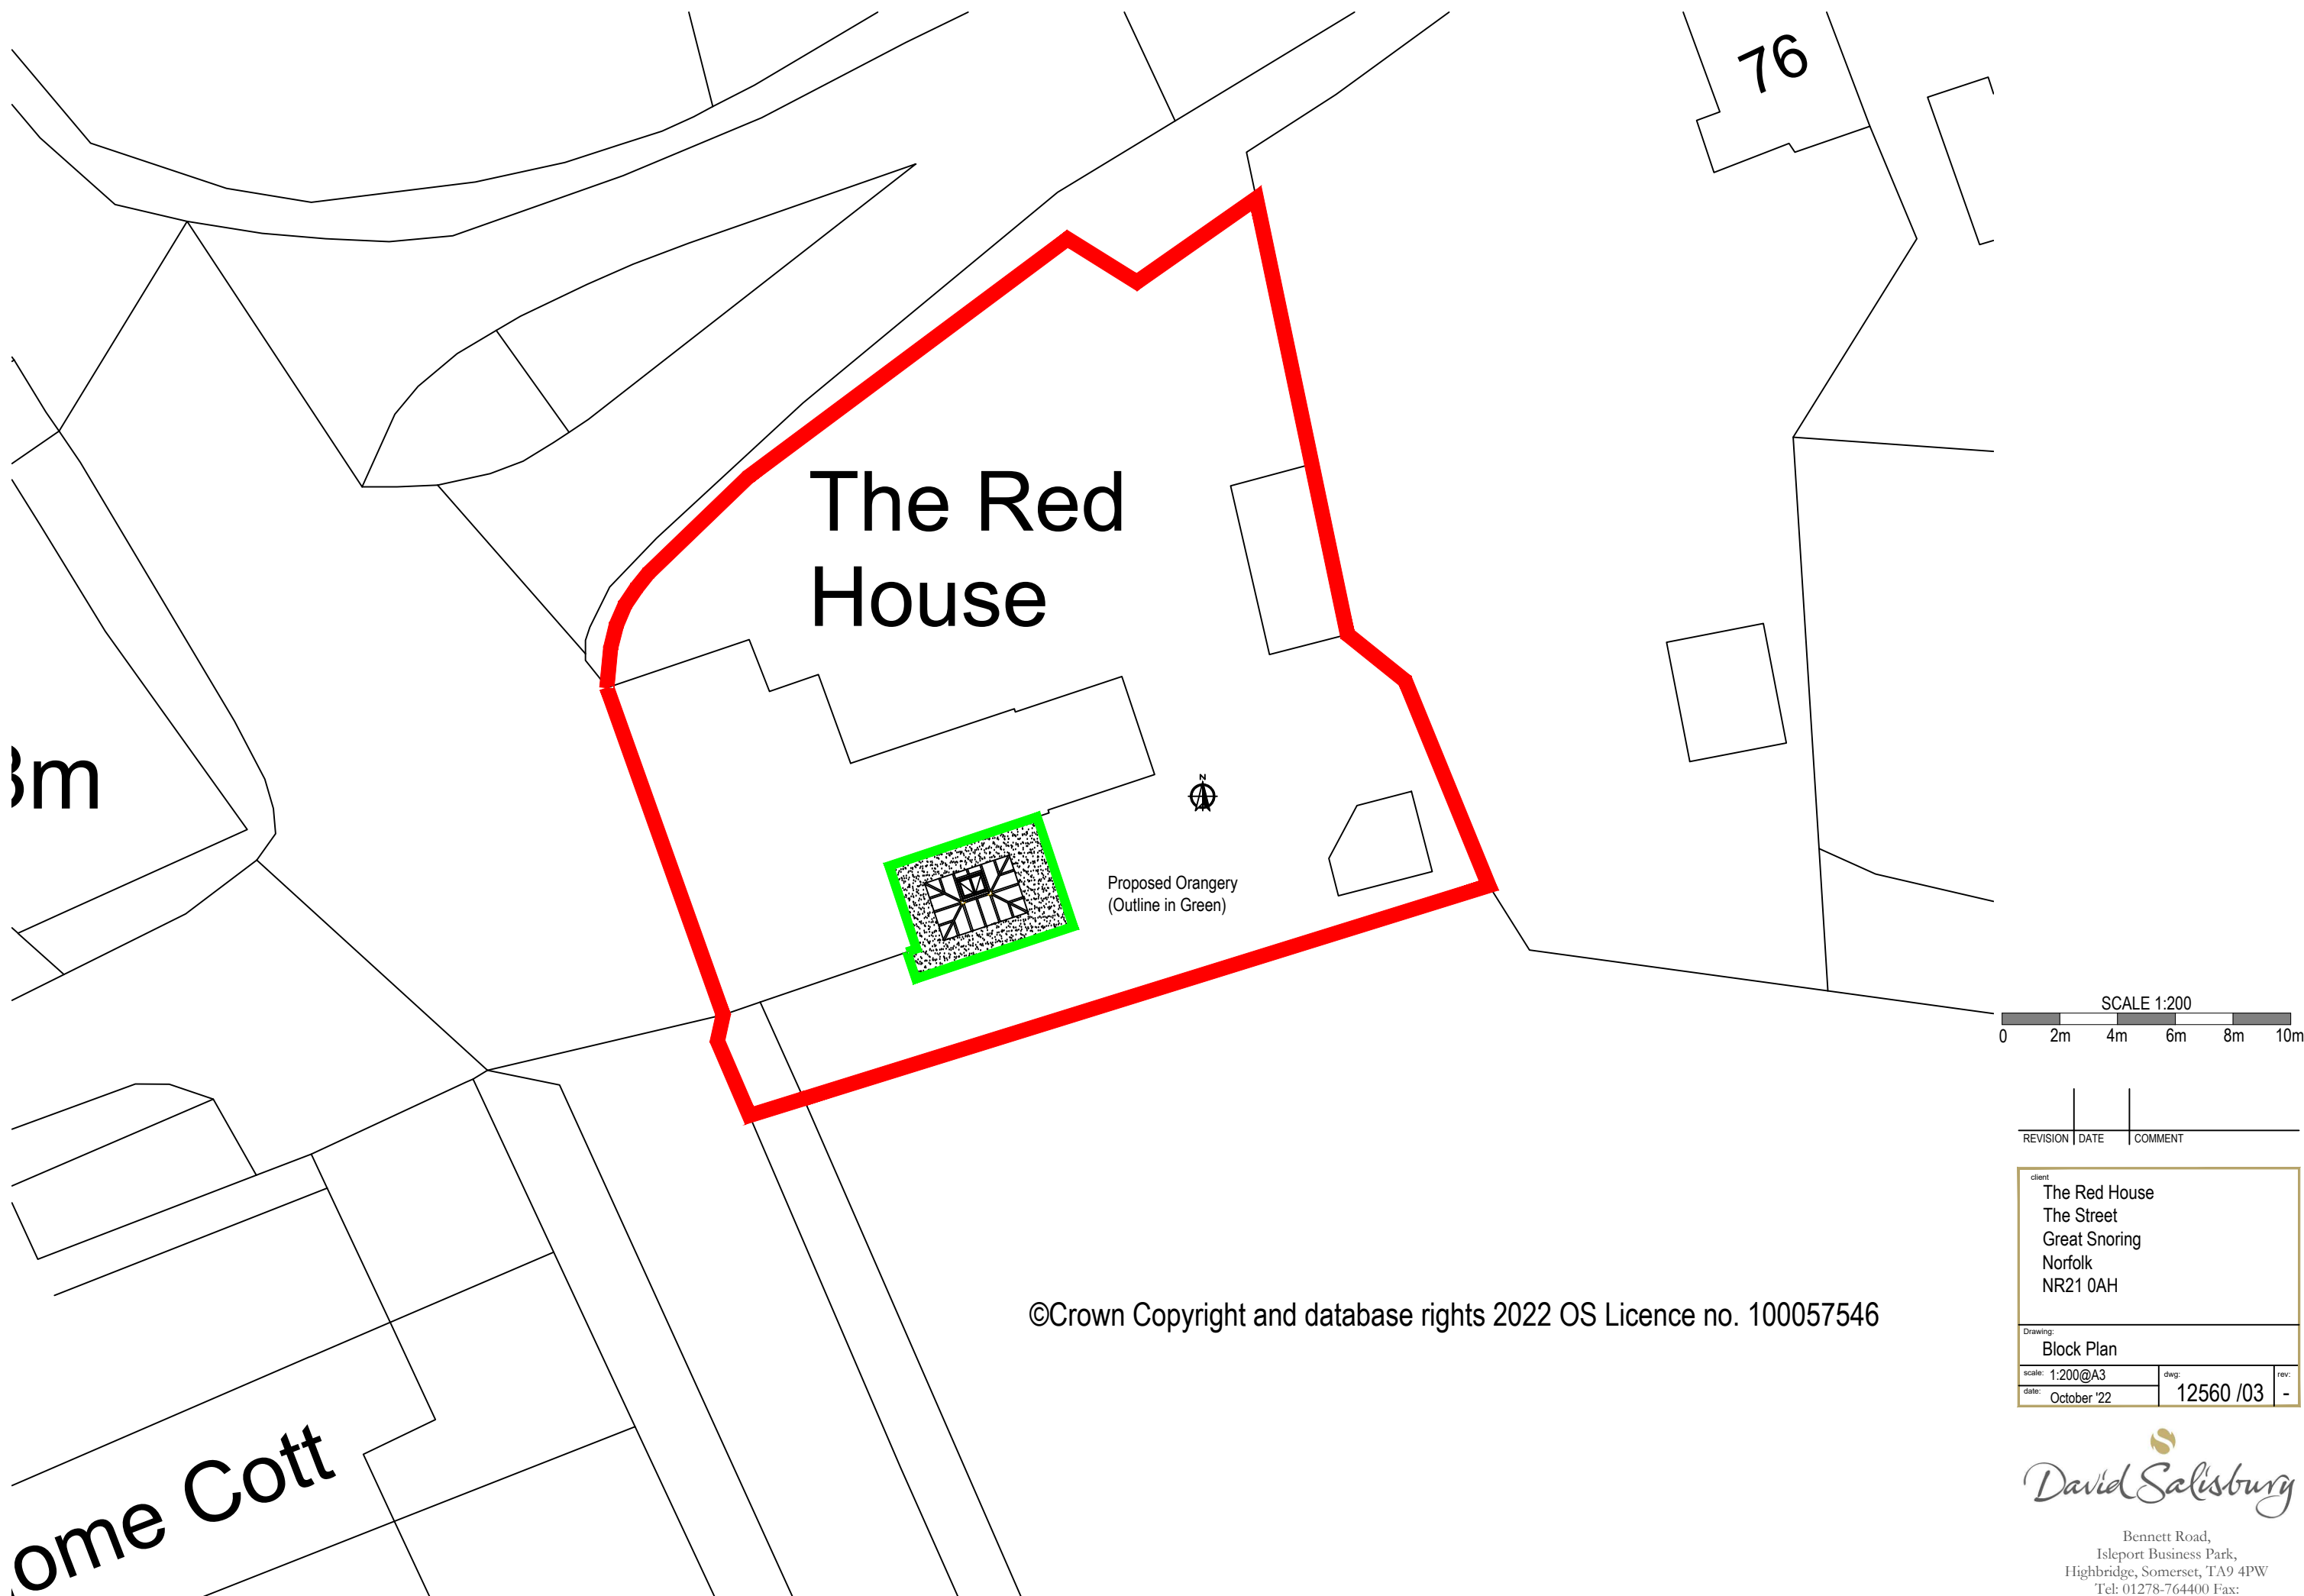 76
The Red
House
3m
N
Proposed Orangery
(Outline in Green)
SCALE 1:200
0 2m 4m 6m 8m 10m
REVISION DATE COMMENT
client
The Red House
The Street
Great Snoring
Norfolk
NR21 0AH
©Crown Copyright and database rights 2022 OS Licence no. 100057546
Drawing:
Block Plan
scale: 1:200@A3
date: October '22
dwg: 12560 /03
rev: -
ome Cott
David Salisbury
Bennett Road,
Isleport Business Park,
Highbridge, Somerset, TA9 4PW
Tel: 01278-764400 Fax: